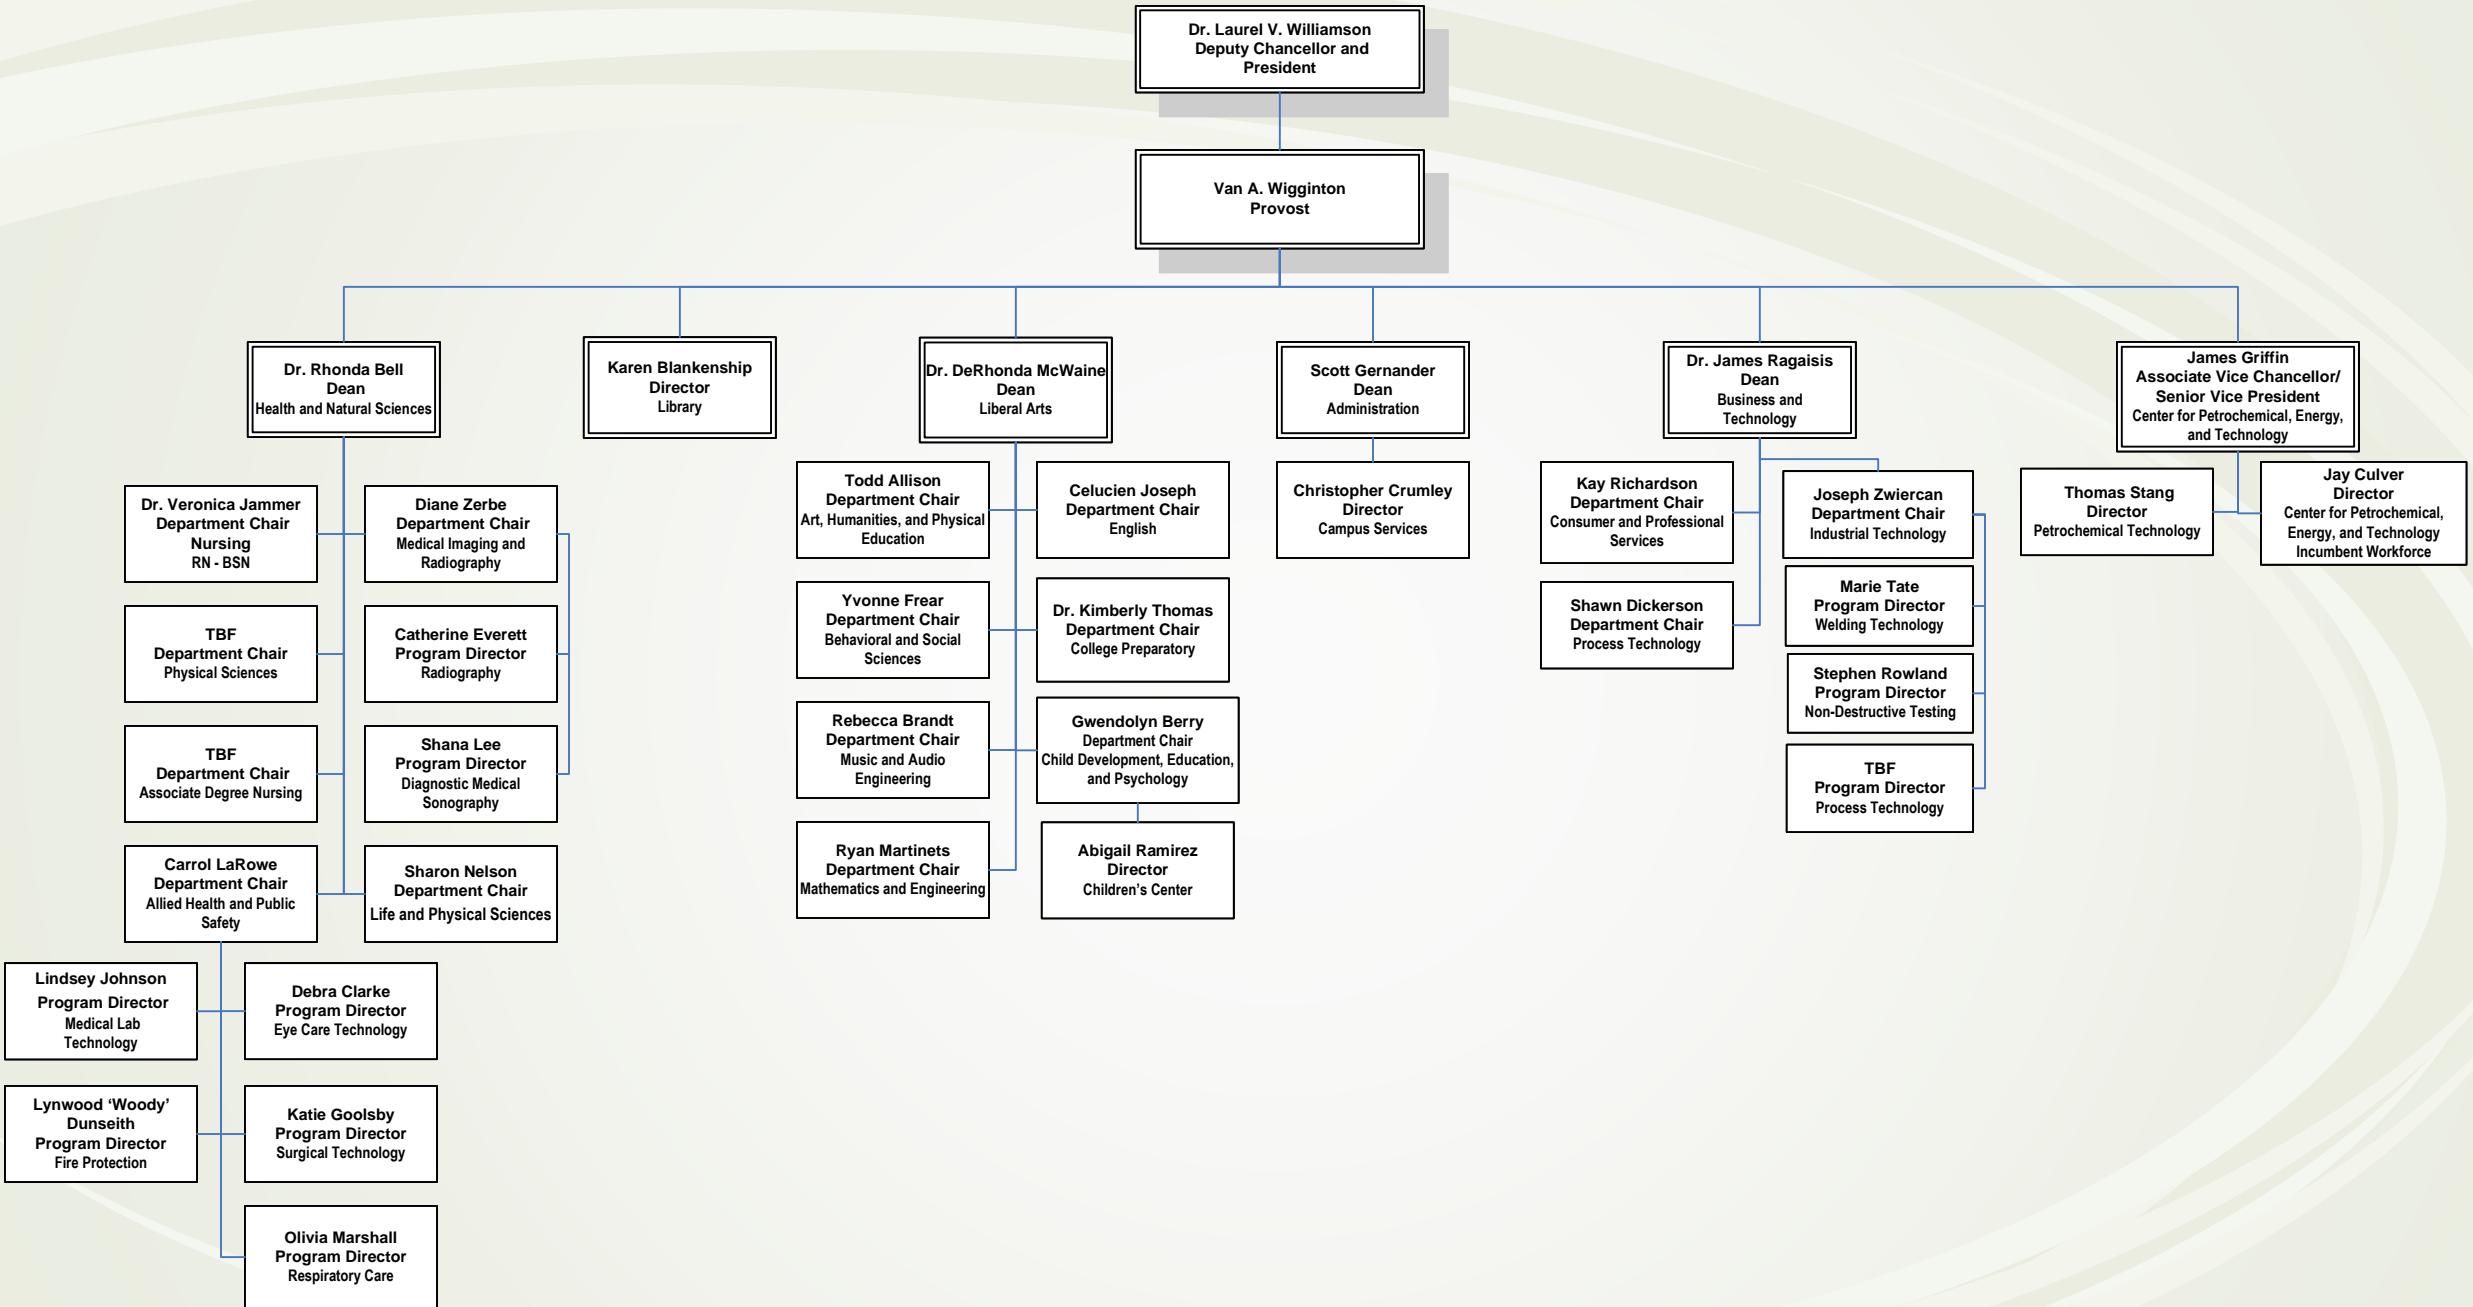 Dr. Laurel V. Williamson
Deputy Chancellor and
President
Van A. Wigginton
Provost
Dr. Rhonda Bell
Dean
Health and Natural Sciences
Karen Blankenship
Director
Library
Dr. DeRhonda McWaine
Dean
Liberal Arts
Scott Gernander
Dean
Administration
Dr. James Ragaisis
Dean
Business and
Technology
James Griffin
Associate Vice Chancellor/
Senior Vice President
Center for Petrochemical, Energy,
and Technology
Dr. Veronica Jammer
Department Chair
Nursing
RN - BSN
Diane Zerbe
Department Chair
Medical Imaging and
Radiography
TBF
Department Chair
Physical Sciences
Catherine Everett
Program Director
Radiography
TBF
Department Chair
Associate Degree Nursing
Shana Lee
Program Director
Diagnostic Medical
Sonography
Carrol LaRowe
Department Chair
Allied Health and Public
Safety
Sharon Nelson
Department Chair
Life and Physical Sciences
Lindsey Johnson
Program Director
Medical Lab
Technology
Debra Clarke
Program Director
Eye Care Technology
Lynwood ‘Woody’
Dunseith
Program Director
Fire Protection
Katie Goolsby
Program Director
Surgical Technology
Olivia Marshall
Program Director
Respiratory Care
Todd Allison
Department Chair
Art, Humanities, and Physical
Education
Celucien Joseph
Department Chair
English
Yvonne Frear
Department Chair
Behavioral and Social
Sciences
Dr. Kimberly Thomas
Department Chair
College Preparatory
Rebecca Brandt
Department Chair
Music and Audio
Engineering
Gwendolyn Berry
Department Chair
Child Development, Education,
and Psychology
Ryan Martinets
Department Chair
Mathematics and Engineering
Abigail Ramirez
Director
Children’s Center
Christopher Crumley
Director
Campus Services
Kay Richardson
Department Chair
Consumer and Professional
Services
Joseph Zwiercan
Department Chair
Industrial Technology
Shawn Dickerson
Department Chair
Process Technology
Marie Tate
Program Director
Welding Technology
Stephen Rowland
Program Director
Non-Destructive Testing
TBF
Program Director
Process Technology
Thomas Stang
Director
Petrochemical Technology
Jay Culver
Director
Center for Petrochemical,
Energy, and Technology
Incumbent Workforce